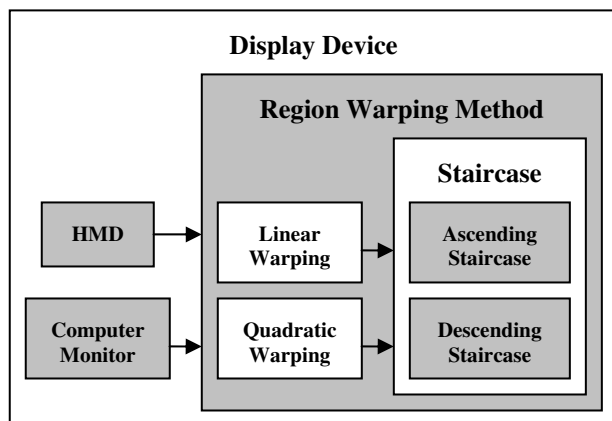 Display Device
Region Warping Method
Staircase
HMD
Linear
Warping
Ascending
Staircase
Computer
Monitor
Quadratic
Warping
Descending
Staircase